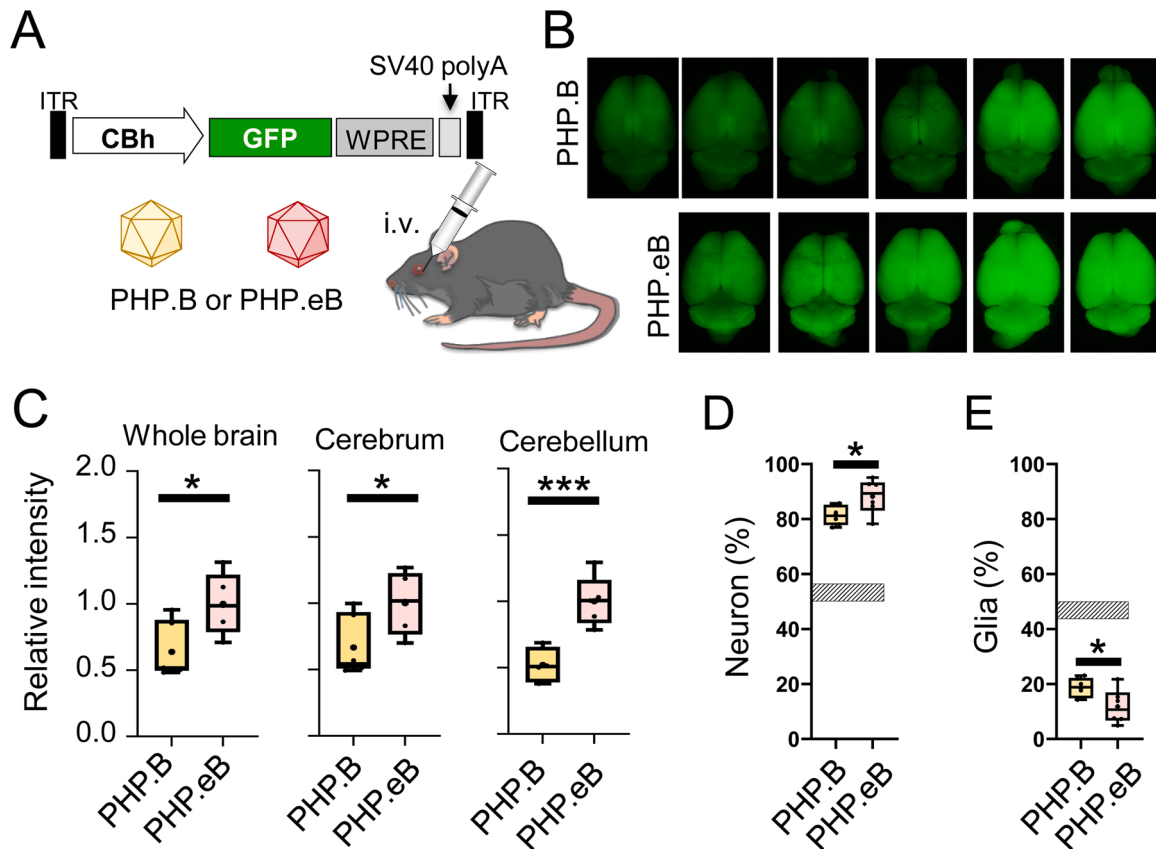 A
SV40 polyA
ITR
ITR
CBh
GFP
WPRE
i.v.
PHP.B or PHP.eB
B
PHP.B
PHP.eB
C
Whole brain
Cerebrum
Cerebellum
Relative intensity
2.0
1.5
1.0
0.5
0.0
*
*
***
PHP.B
PHP.eB
PHP.B
PHP.eB
PHP.B
PHP.eB
D
Neuron (%)
100
80
60
40
20
0
*
PHP.B
PHP.eB
E
Glia (%)
100
80
60
40
20
0
*
PHP.B
PHP.eB